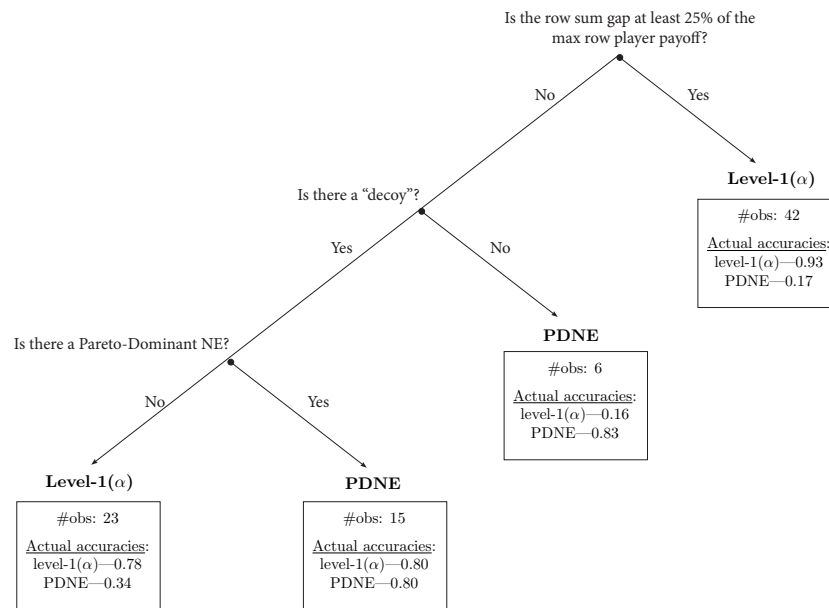 Is the row sum gap at least 25% of the
max row player payoff?
No
Yes
Level-1(α)
#obs: 42
Actual accuracies:
level-1(α)—0.93
PDNE—0.17
Is there a “decoy”?
Yes
No
PDNE
#obs: 6
Actual accuracies:
level-1(α)—0.16
PDNE—0.83
Is there a Pareto-Dominant NE?
No
Yes
Level-1(α)
#obs: 23
Actual accuracies:
level-1(α)—0.78
PDNE—0.34
PDNE
#obs: 15
Actual accuracies:
level-1(α)—0.80
PDNE—0.80